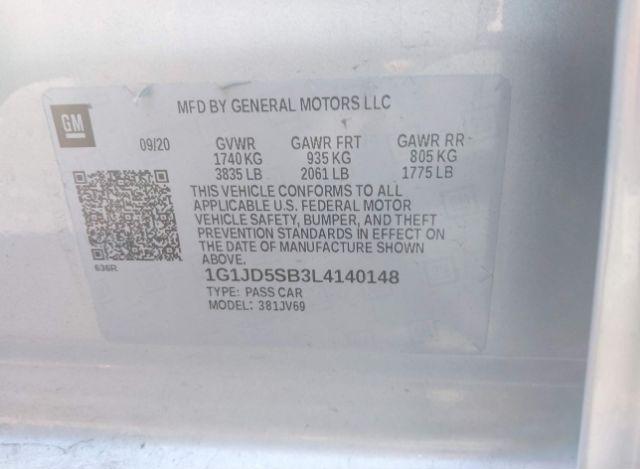 GM
MFD BY GENERAL MOTORS LLC
09/20 GVWR GAWR FRT GAWR RR
1740 KG 935 KG 805 KG
3835 LB 2061 LB 1775 LB
THIS VEHICLE CONFORMS TO ALL
APPLICABLE U.S. FEDERAL MOTOR
VEHICLE SAFETY, BUMPER, AND THEFT
PREVENTION STANDARDS IN EFFECT ON
THE DATE OF MANUFACTURE SHOWN
ABOVE.
636R
1G1JD5SB3L4140148
TYPE: PASS CAR
MODEL: 381JV69